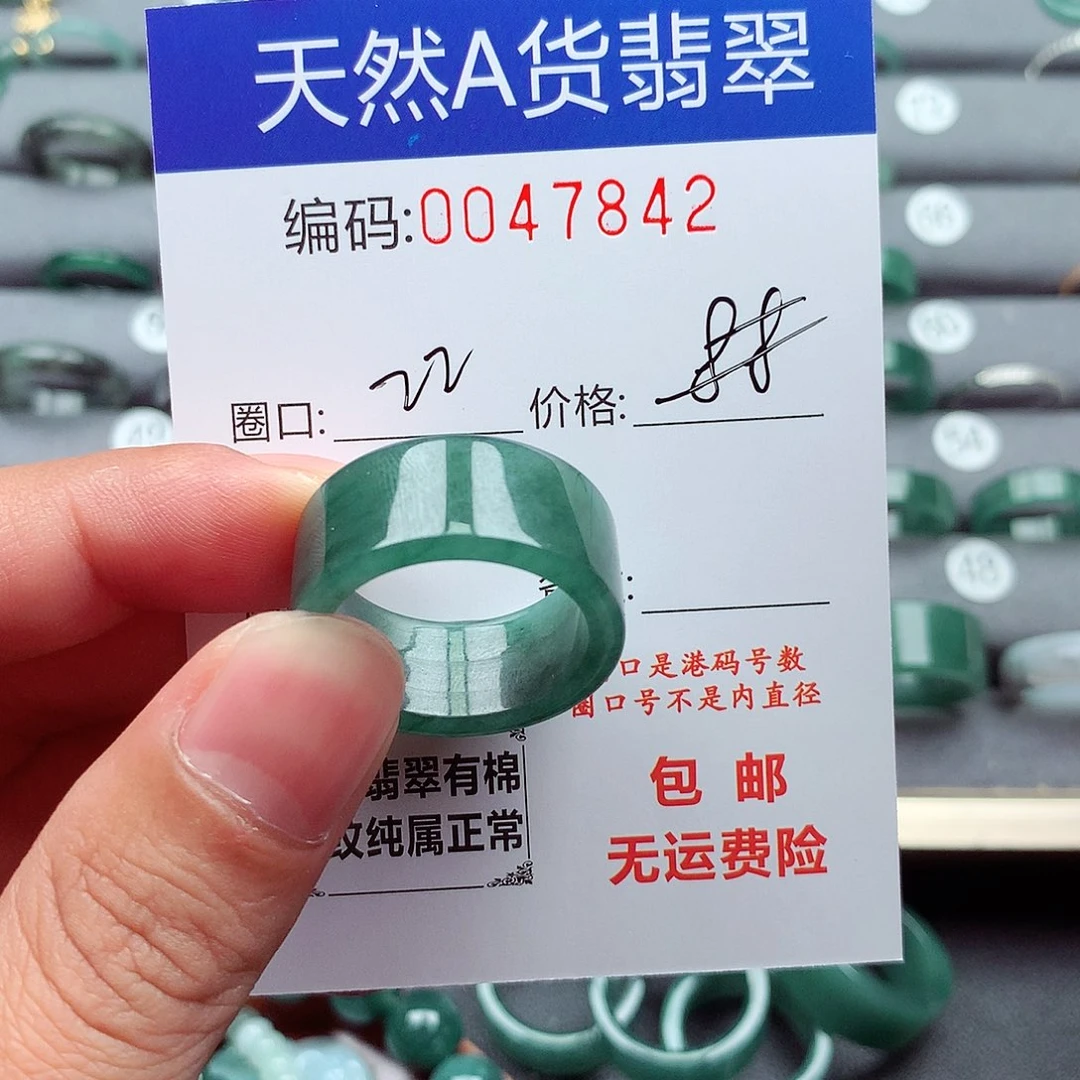 天然A货翡翠
编码:0047842
圈口: 22 价格: 88
口是港码号数
圈口号不是内直径
翡翠有棉
纹纯属正常
包 邮
无运费险
48